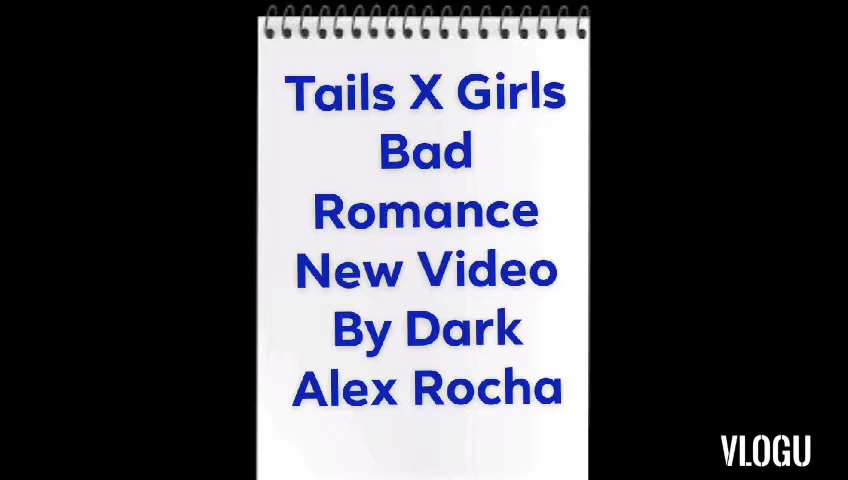 Tails X Girls
Bad
Romance
New Video
By Dark
Alex Rocha
VLOGU